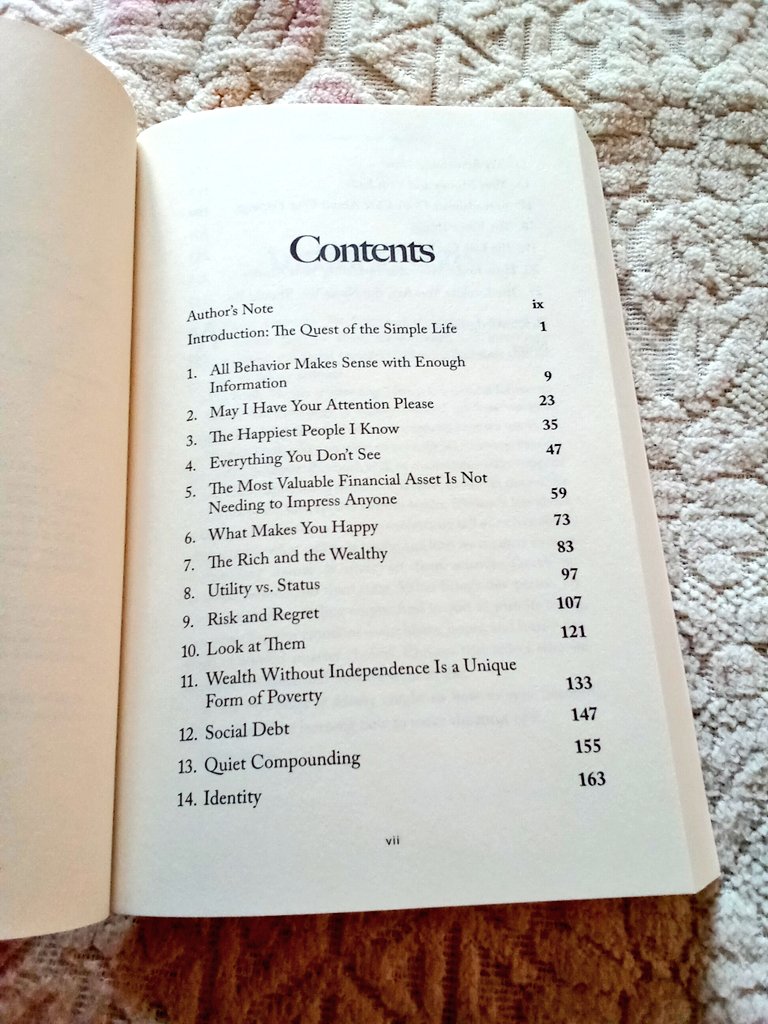 Contents
Author's Note ix
Introduction: The Quest of the Simple Life 1
1. All Behavior Makes Sense with Enough
Information 9
2. May I Have Your Attention Please 23
3. The Happiest People I Know 35
4. Everything You Don't See 47
5. The Most Valuable Financial Asset Is Not
Needing to Impress Anyone 59
6. What Makes You Happy 73
7. The Rich and the Wealthy 83
8. Utility vs. Status 97
9. Risk and Regret 107
10. Look at Them 121
11. Wealth Without Independence Is a Unique
Form of Poverty 133
12. Social Debt 147
13. Quiet Compounding 155
14. Identity 163
vii